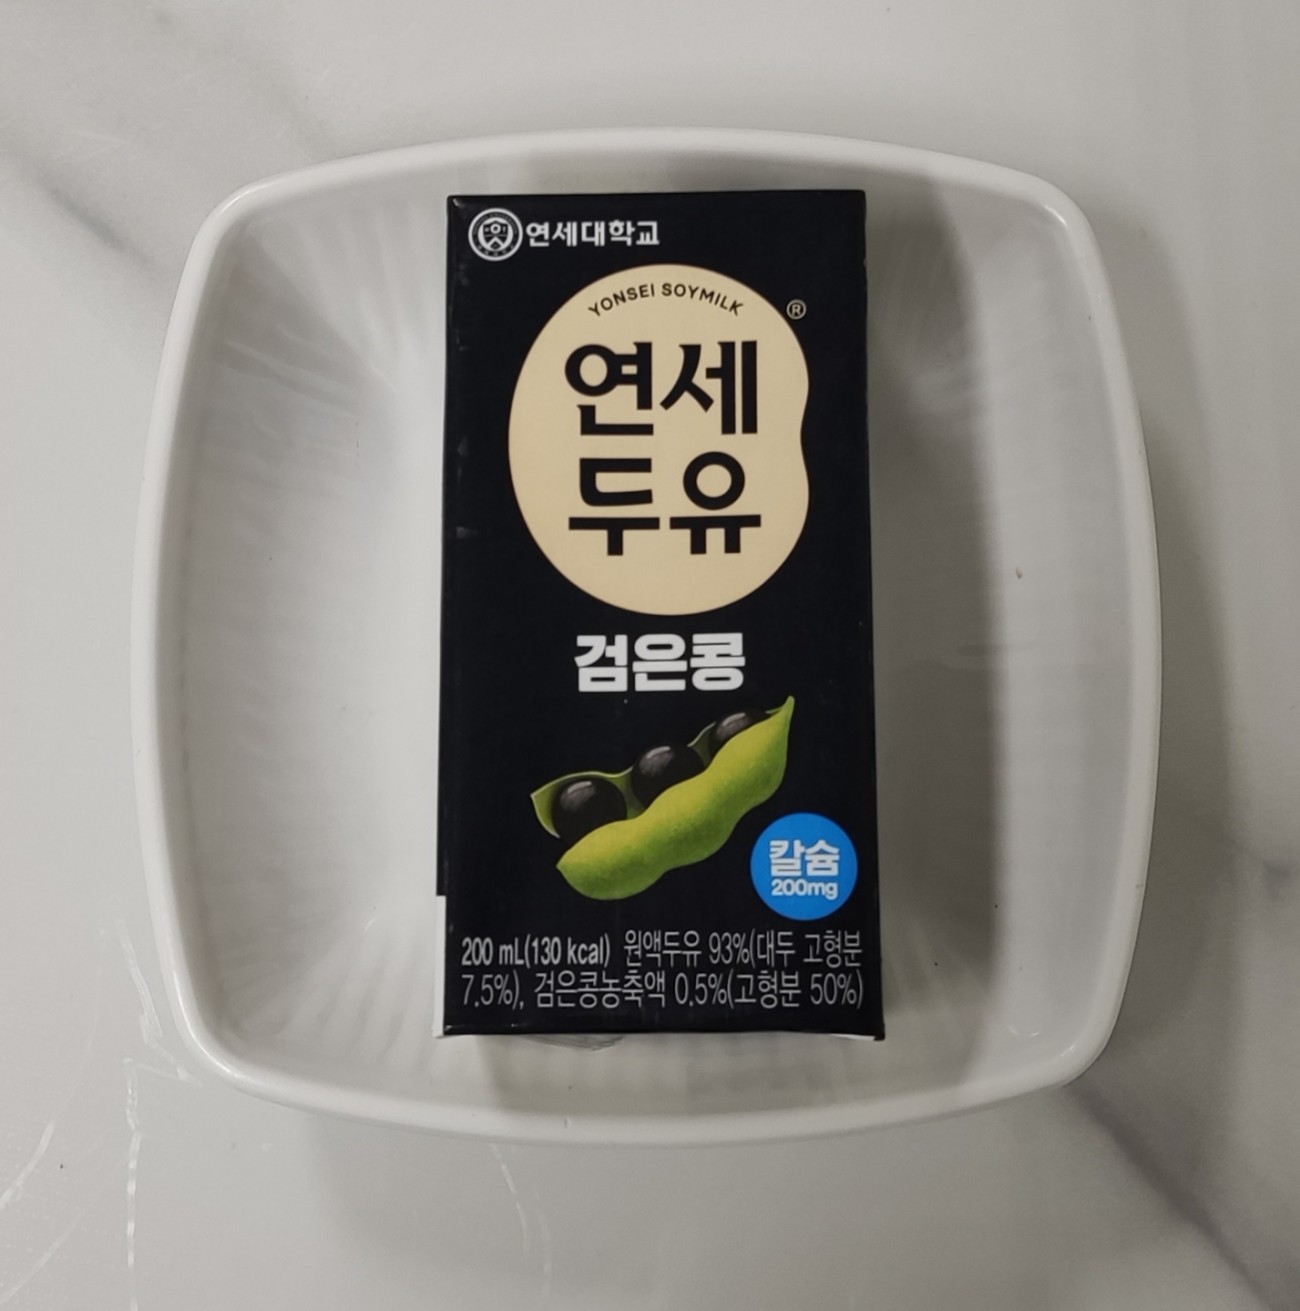 연세대학교
YONSEI SOYMILK
®
연세
두유
검은콩
칼슘
200mg
200 mL(130 kcal) 원액두유 93%(대두 고형분
7.5%), 검은콩농축액 0.5%(고형분 50%)